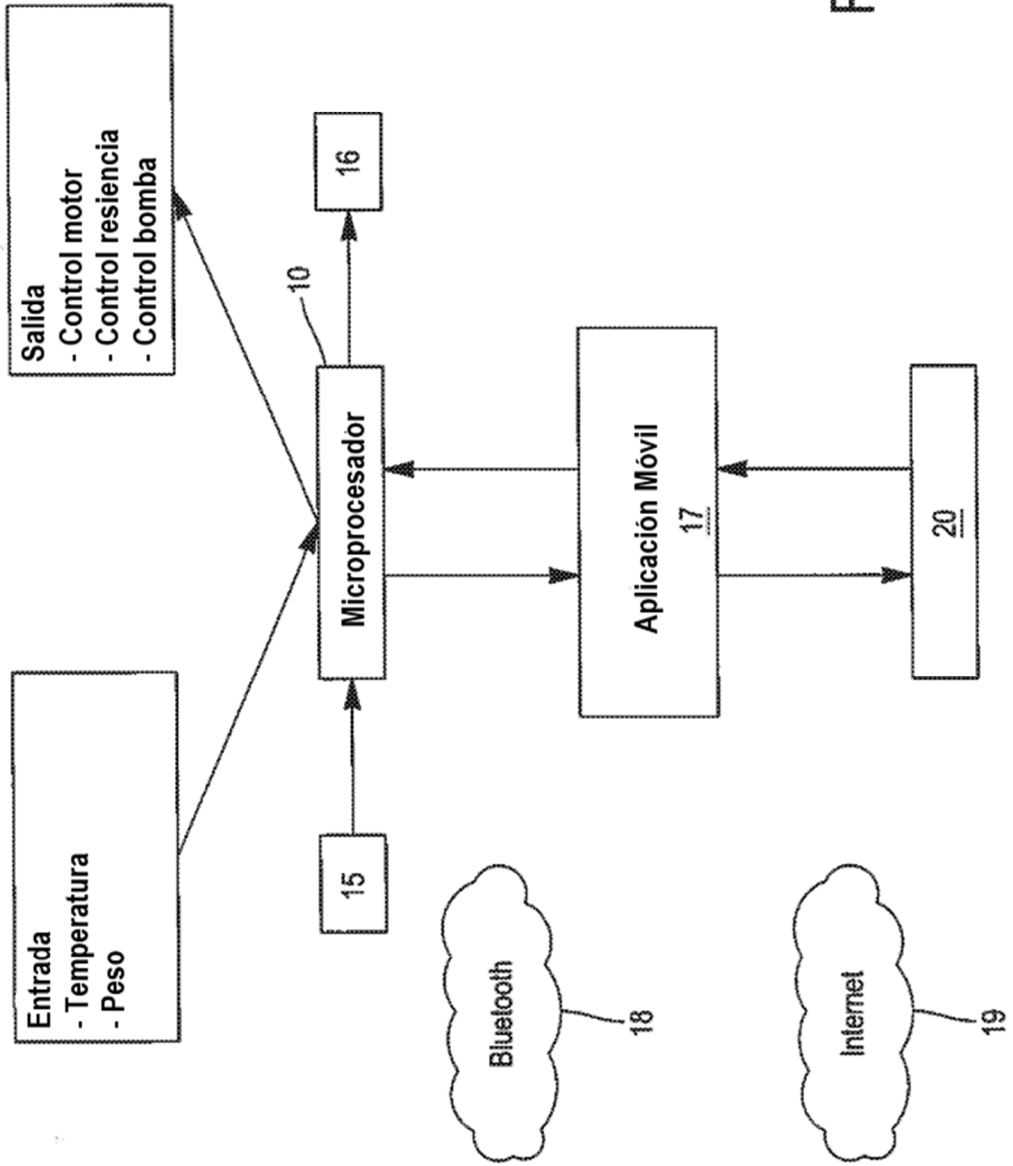 Entrada
- Temperatura
- Peso
Salida
- Control motor
- Control resiencia
- Control bomba
10
15
Microprocesador
16
Bluetooth
18
Aplicación Móvil
17
Internet
19
20